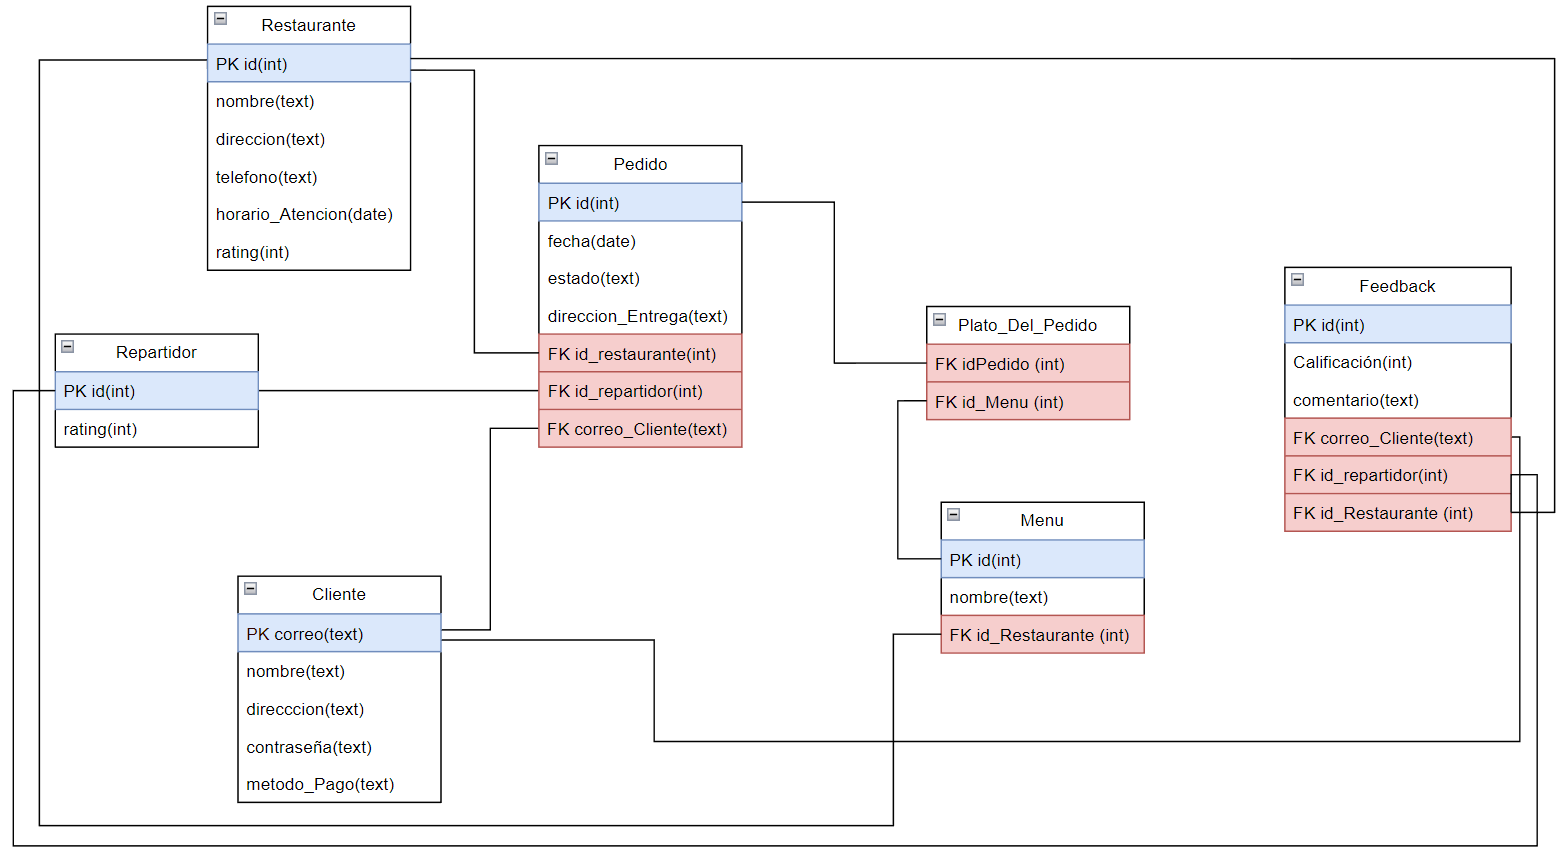 Restaurante
PK id(int)
nombre(text)
direccion(text)
telefono(text)
horario_Atencion(date)
rating(int)
Pedido
PK id(int)
fecha(date)
estado(text)
direccion_Entrega(text)
FK id_restaurante(int)
FK id_repartidor(int)
FK correo_Cliente(text)
Repartidor
PK id(int)
rating(int)
Plato_Del_Pedido
FK idPedido (int)
FK id_Menu (int)
Feedback
PK id(int)
Calificación(int)
comentario(text)
FK correo_Cliente(text)
FK id_repartidor(int)
FK id_Restaurante (int)
Menu
PK id(int)
nombre(text)
FK id_Restaurante (int)
Cliente
PK correo(text)
nombre(text)
direcccion(text)
contraseña(text)
metodo_Pago(text)